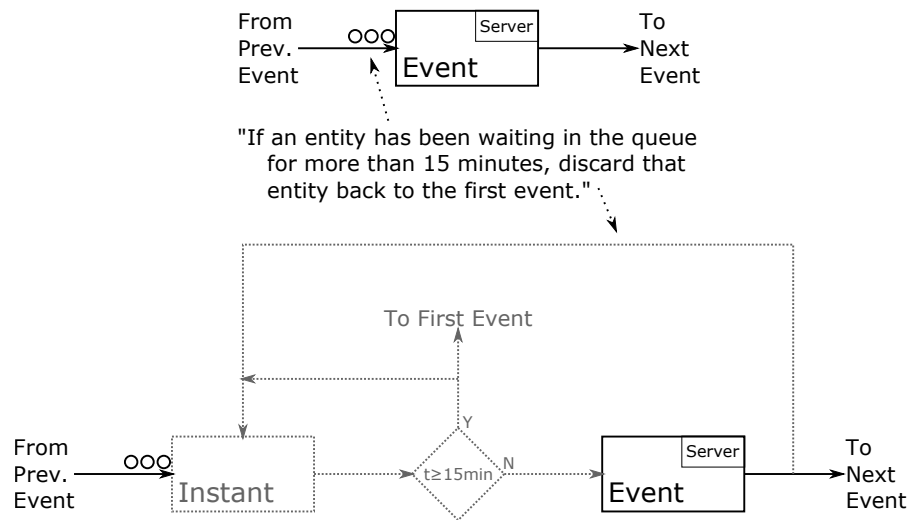 From
Prev.
Event
Server
Event
To
Next
Event
"If an entity has been waiting in the queue
for more than 15 minutes, discard that
entity back to the first event."
To First Event
From
Prev.
Event
Instant
t≥15min
Y
N
Server
Event
To
Next
Event